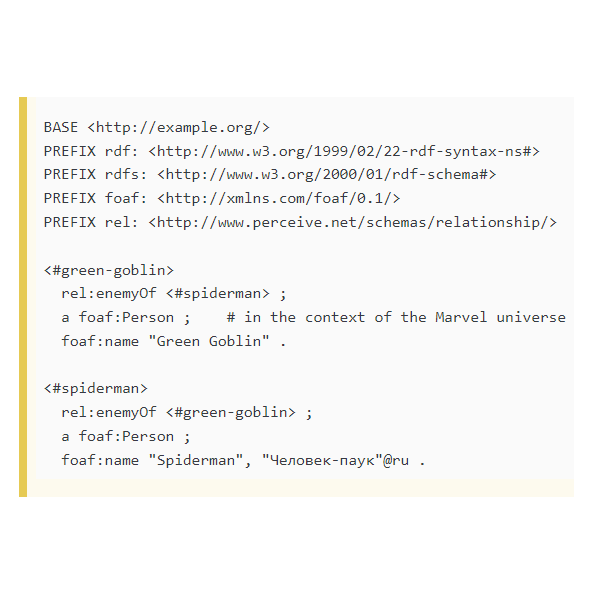 BASE <http://example.org/>
PREFIX rdf: <http://www.w3.org/1999/02/22-rdf-syntax-ns#>
PREFIX rdfs: <http://www.w3.org/2000/01/rdf-schema#>
PREFIX foaf: <http://xmlns.com/foaf/0.1/>
PREFIX rel: <http://www.perceive.net/schemas/relationship/>

<#green-goblin>
  rel:enemyOf <#spiderman> ;
  a foaf:Person ;    # in the context of the Marvel universe
  foaf:name "Green Goblin" .

<#spiderman>
  rel:enemyOf <#green-goblin> ;
  a foaf:Person ;
  foaf:name "Spiderman", "Человек-паук"@ru .